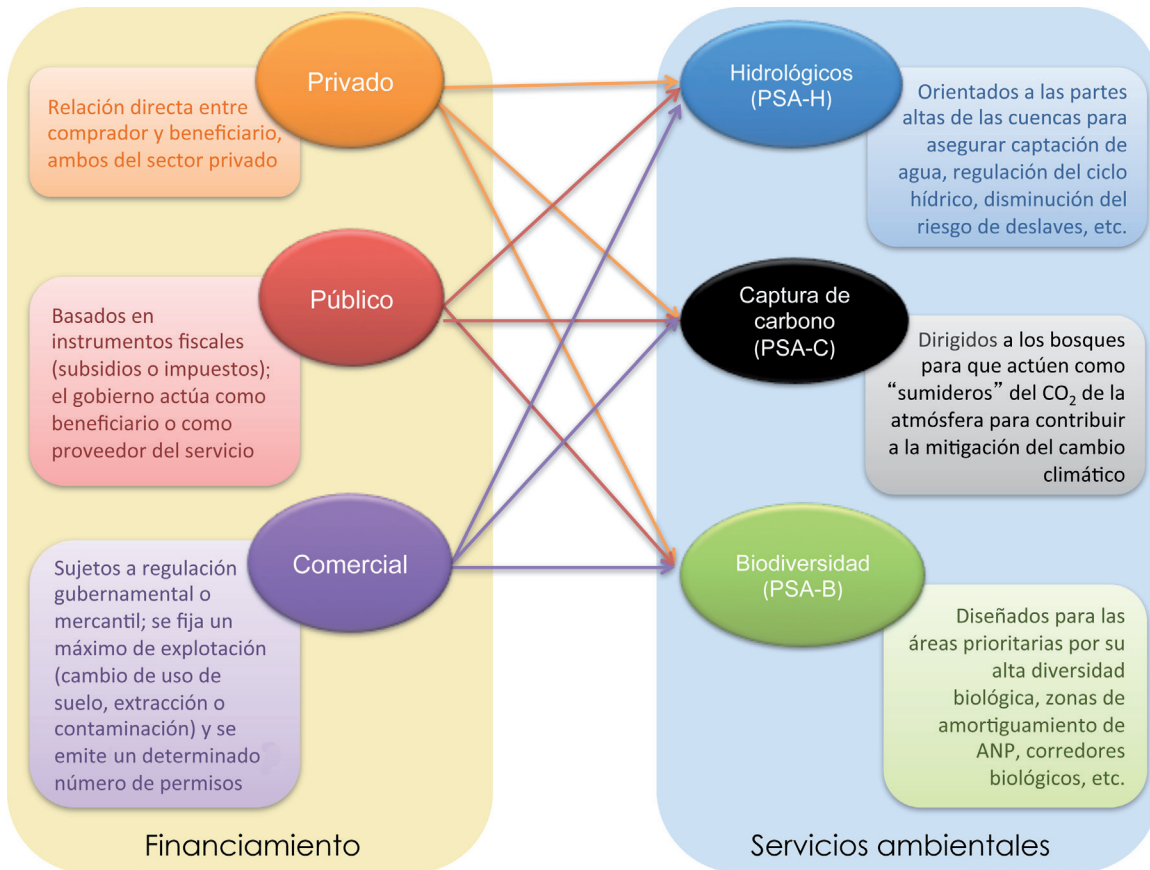 Privado
Relación directa entre
comprador y beneficiario,
ambos del sector privado
Público
Basados en
instrumentos fiscales
(subsidios o impuestos);
el gobierno actúa como
beneficiario o como
proveedor del servicio
Comercial
Sujetos a regulación
gubernamental o
mercantil; se fija un
máximo de explotación
(cambio de uso de
suelo, extracción o
contaminación) y se
emite un determinado
número de permisos
Financiamiento
Hidrológicos
(PSA-H)
Orientados a las partes
altas de las cuencas para
asegurar captación de
agua, regulación del ciclo
hídrico, disminución del
riesgo de deslaves, etc.
Captura de
carbono
(PSA-C)
Dirigidos a los bosques
para que actúen como
“sumideros” del CO₂ de la
atmósfera para contribuir
a la mitigación del cambio
climático
Biodiversidad
(PSA-B)
Diseñados para las
áreas prioritarias por su
alta diversidad
biológica, zonas de
amortiguamiento de
ANP, corredores
biológicos, etc.
Servicios ambientales